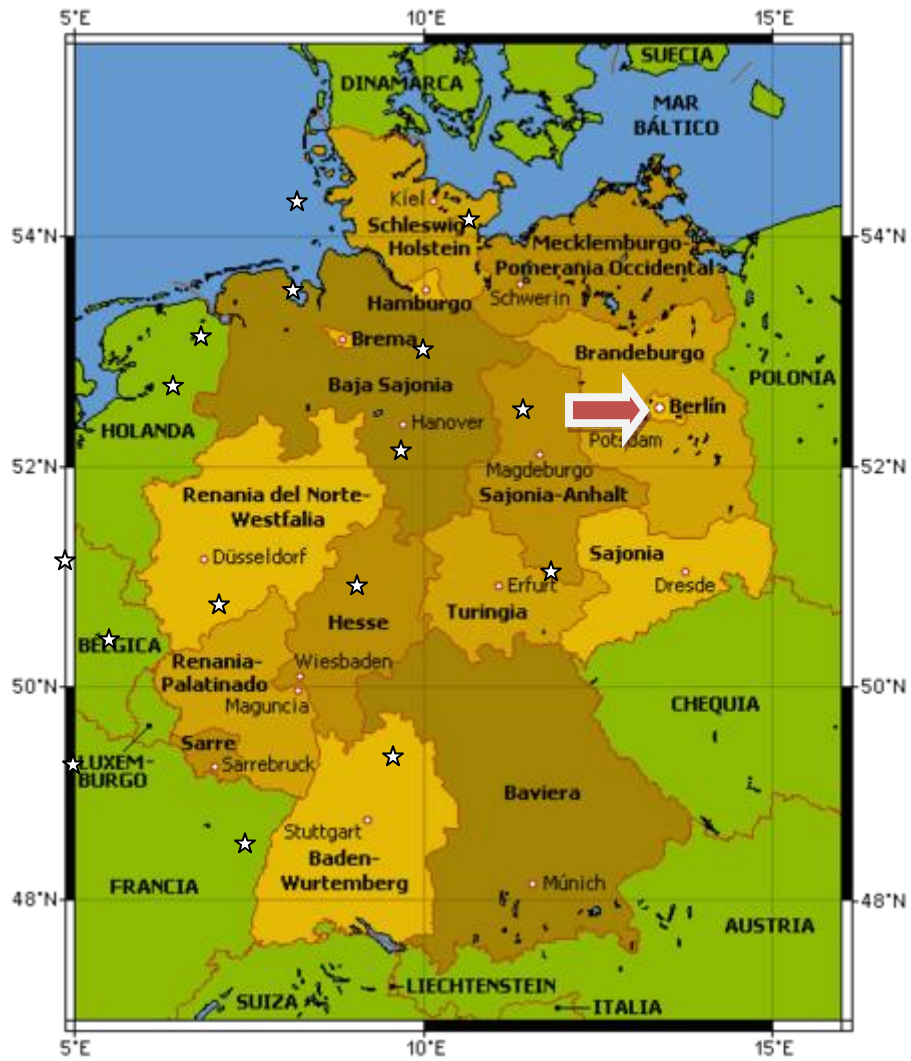 5°E 10°E 15°E
SUECIA
DINAMARCA
MAR
BÁLTICO
Kiel
Schleswig
Holstein
54°N 54°N
Mecklemburgo-
Pomerania Occidental
Schwerin
Hamburgo
Brema
Brandeburgo
POLONIA
Baja Sajonia
Berlín
Hanover
HOLANDA
Potsdam
52°N 52°N
Magdeburgo
Sajonia-Anhalt
Renania del Norte-
Westfalia
Düsseldorf
Sajonia
Erfurt
Dresde
Turingia
Hesse
BÉLGICA
Wiesbaden
Renania-
Palatinado
50°N 50°N
Maguncia
CHEQUIA
Sarre
Sarrebruck
LUXEM-
BURGO
Baviera
Stuttgart
Baden-
Wurtemberg
FRANCIA
Múnich
48°N 48°N
AUSTRIA
LIECHTENSTEIN
SUIZA
ITALIA
5°E 10°E 15°E